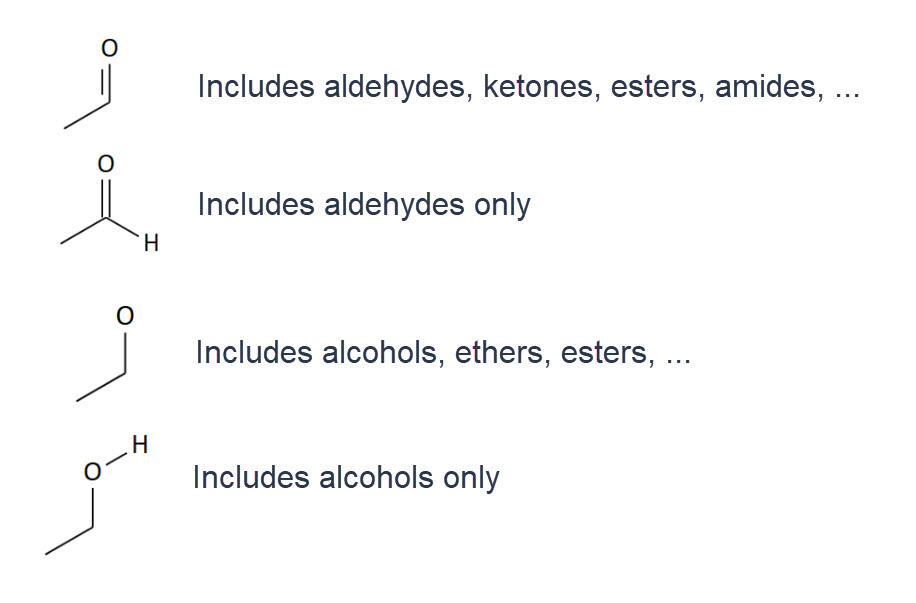 O
Includes aldehydes, ketones, esters, amides, ...
O
Includes aldehydes only
H
O
Includes alcohols, ethers, esters, ...
H
O
Includes alcohols only